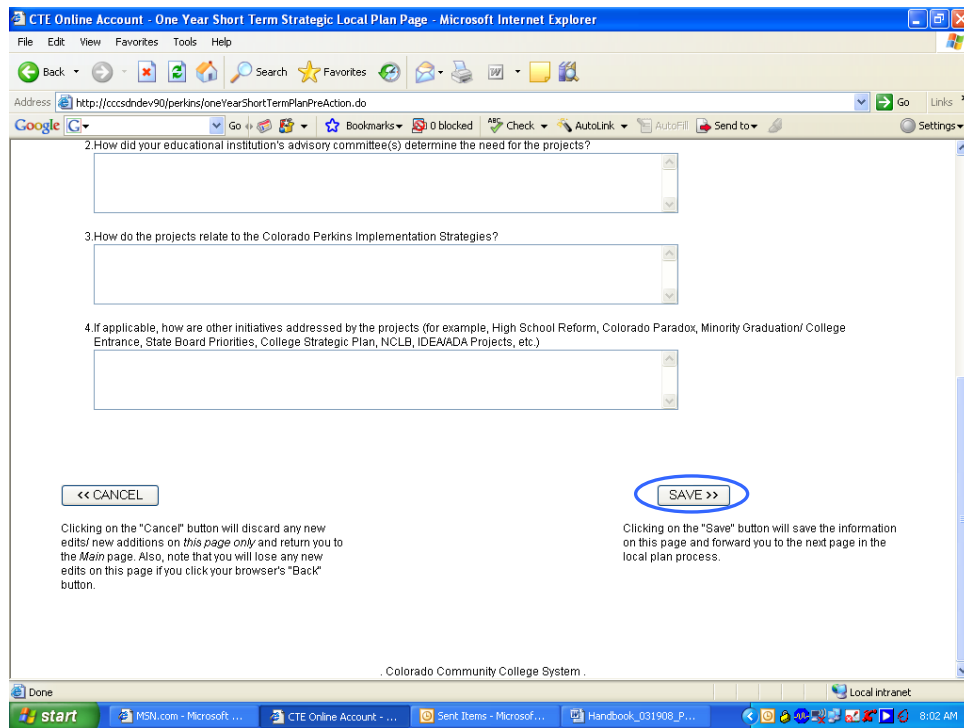 CTE Online Account - One Year Short Term Strategic Local Plan Page - Microsoft Internet Explorer
File Edit View Favorites Tools Help
Back Search Favorites
Address http://cccsdndev90/perkins/oneYearShortTermPlanPreAction.do Go Links
Google G Go Bookmarks 0 blocked ABC Check AutoLink AutoFill Send to Settings
2.How did your educational institution's advisory committee(s) determine the need for the projects?
3.How do the projects relate to the Colorado Perkins Implementation Strategies?
4.If applicable, how are other initiatives addressed by the projects (for example, High School Reform, Colorado Paradox, Minority Graduation/ College
Entrance, State Board Priorities, College Strategic Plan, NCLB, IDEA/ADA Projects, etc.)
<< CANCEL SAVE >>
Clicking on the "Cancel" button will discard any new
edits/ new additions on this page only and return you to
the Main page. Also, note that you will lose any new
edits on this page if you click your browser's "Back"
button.
Clicking on the "Save" button will save the information
on this page and forward you to the next page in the
local plan process.
. Colorado Community College System .
Done Local intranet
start MSN.com - Microsoft ... CTE Online Account - ... Sent Items - Microsof... Handbook_031908_P... 8:02 AM